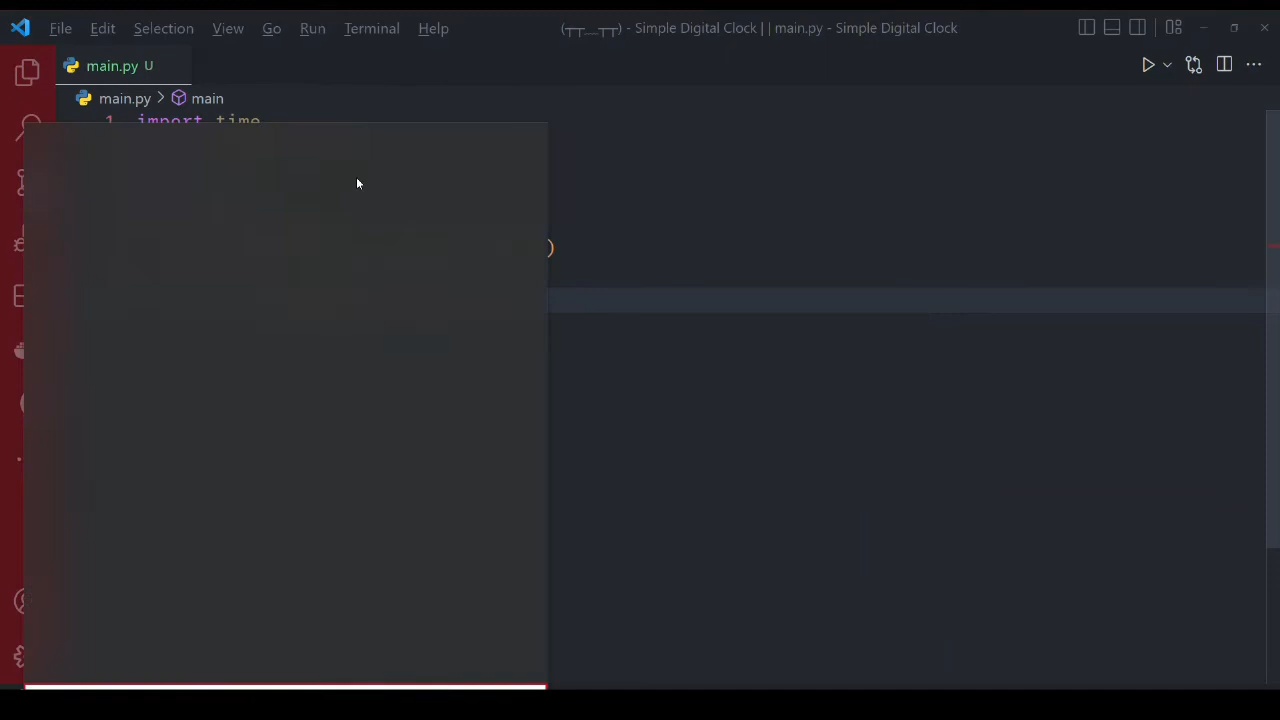 File Edit Selection View Go Run Terminal Help (┬┬﹏┬┬) - Simple Digital Clock | | main.py - Simple Digital Clock
main.py U
main.py > main
1 import time
)